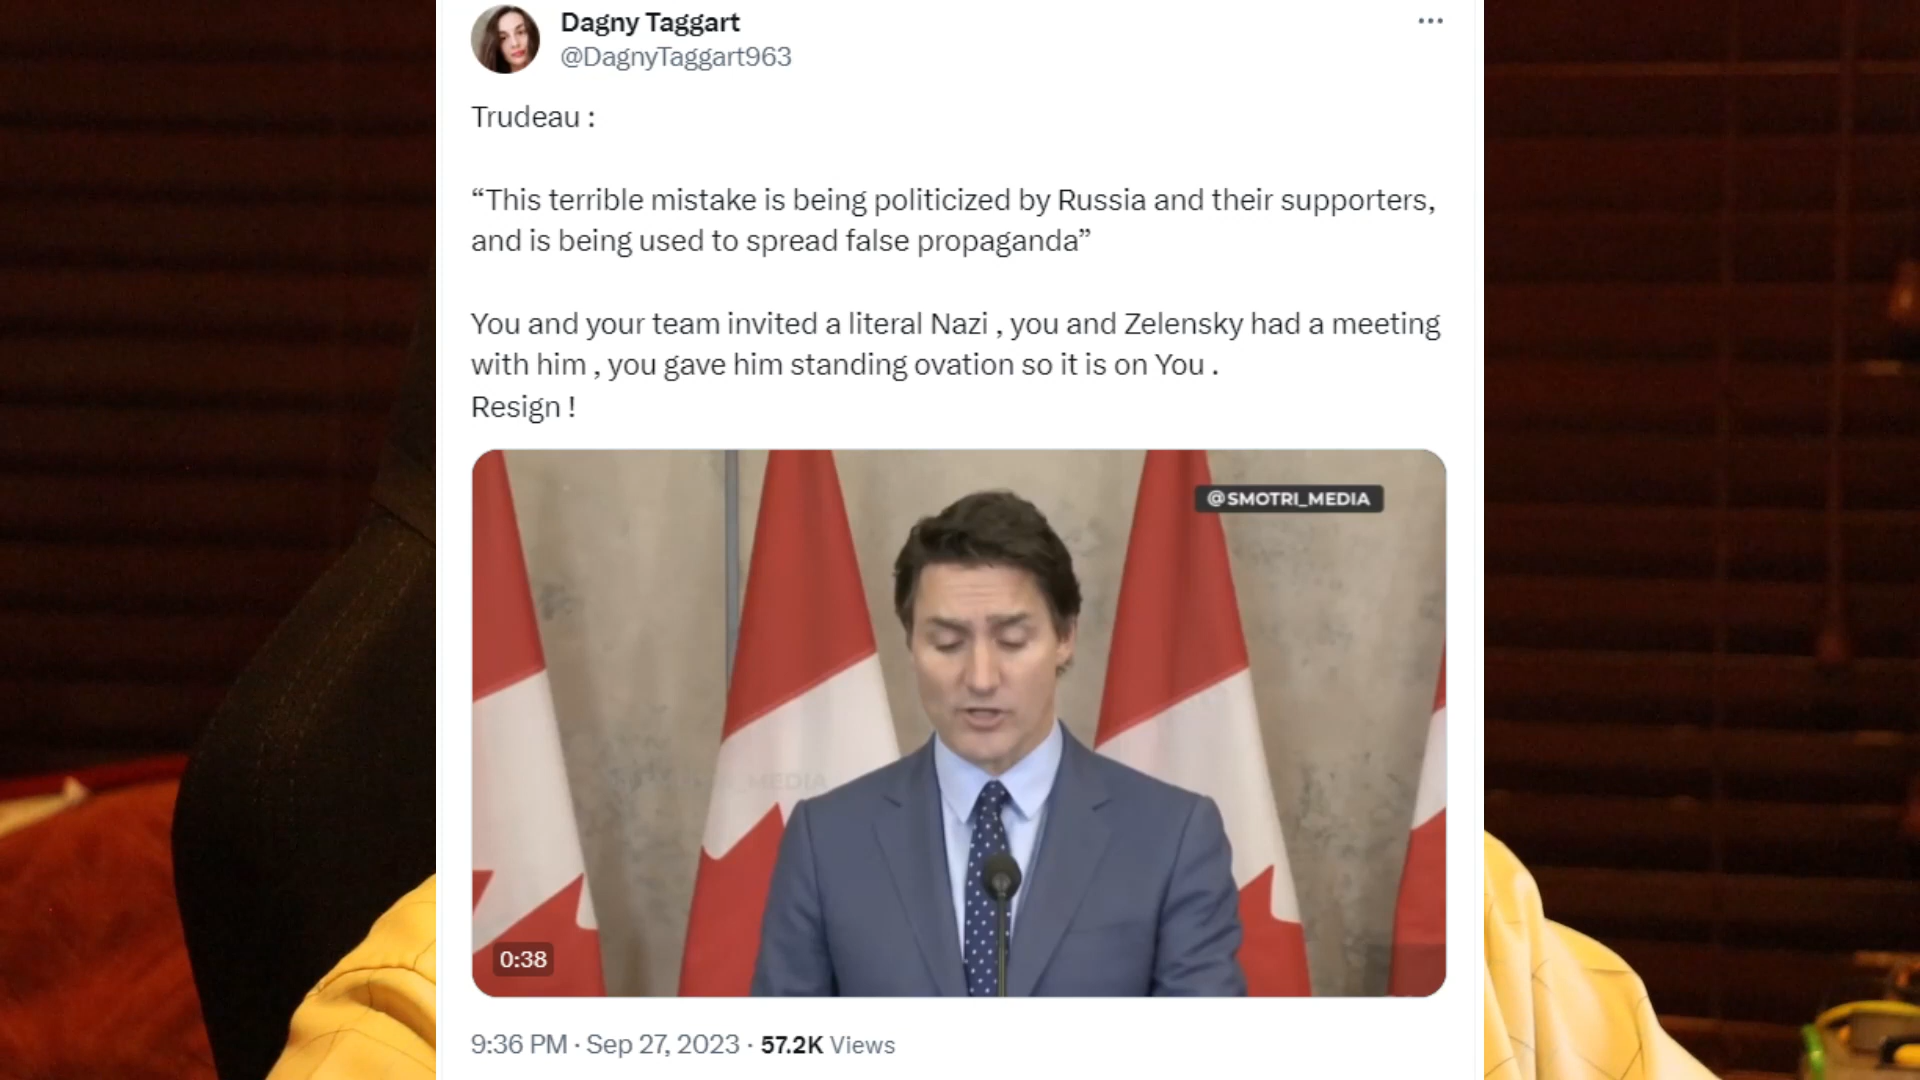 Dagny Taggart
@DagnyTaggart963
Trudeau :
“This terrible mistake is being politicized by Russia and their supporters,
and is being used to spread false propaganda”
You and your team invited a literal Nazi , you and Zelensky had a meeting
with him , you gave him standing ovation so it is on You .
Resign !
@SMOTRI_MEDIA
_MEDIA
0:38
9:36 PM · Sep 27, 2023 · 57.2K Views